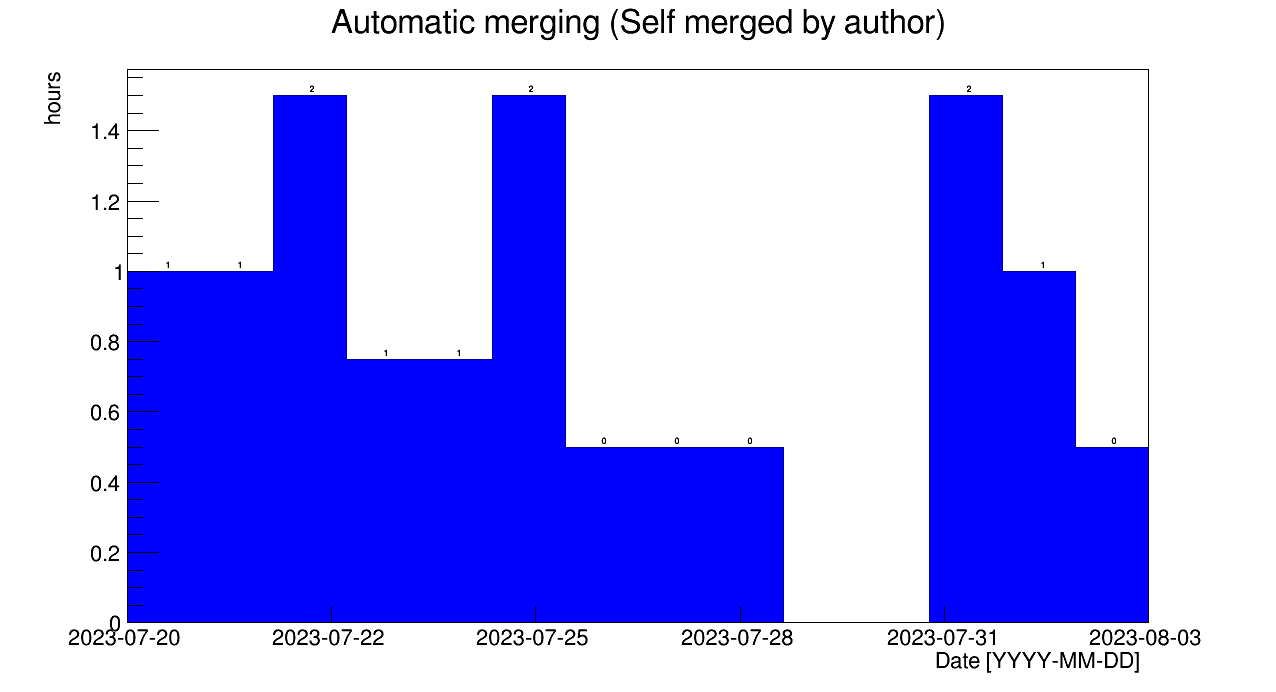 Automatic merging (Self merged by author)
hours
2 2 2
1.4
1.2
1 1 1
1
1 1
0.8
0.6
0 0 0 0
0.4
0.2
0
2023-07-20 2023-07-22 2023-07-25 2023-07-28 2023-07-31 2023-08-03
Date [YYYY-MM-DD]